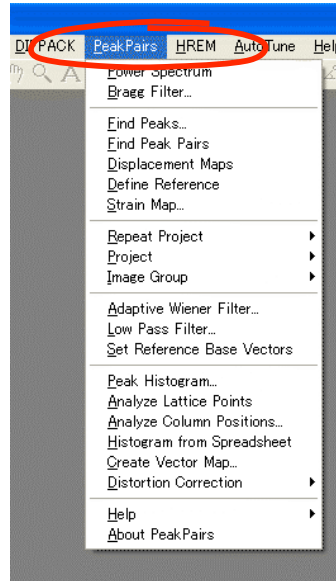 PeakPairs HREM AutoTune Help
Power Spectrum
Bragg Filter...
Find Peaks...
Find Peak Pairs
Displacement Maps
Define Reference
Strain Map...
Repeat Project
Project
Image Group
Adaptive Wiener Filter...
Low Pass Filter...
Set Reference Base Vectors
Peak Histogram...
Analyze Lattice Points
Analyze Column Positions...
Histogram from Spreadsheet
Create Vector Map...
Distortion Correction
Help
About PeakPairs